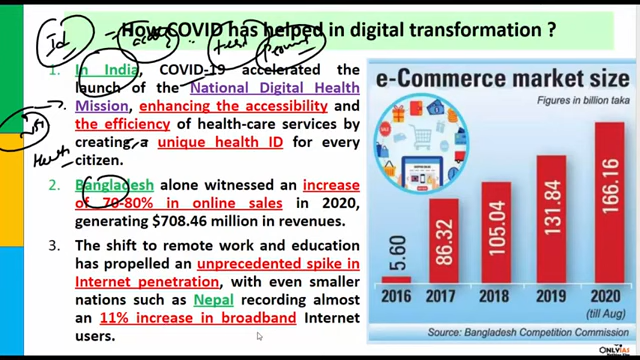 How COVID has helped in digital transformation ?
1. In India, COVID-19 accelerated the
launch of the National Digital Health
Mission, enhancing the accessibility and
the efficiency of health-care services by
creating a unique health ID for every
citizen.
2. Bangladesh alone witnessed an increase
of 70-80% in online sales in 2020,
generating $708.46 million in revenues.
3. The shift to remote work and education
has propelled an unprecedented spike in
Internet penetration, with even smaller
nations such as Nepal recording almost
an 11% increase in broadband Internet
users.
e-Commerce market size
Figures in billion taka
5.60
86.32
105.04
131.84
166.16
2016 2017 2018 2019 2020
(till Aug)
Source: Bangladesh Competition Commission
Id
Health
ONLYIAS